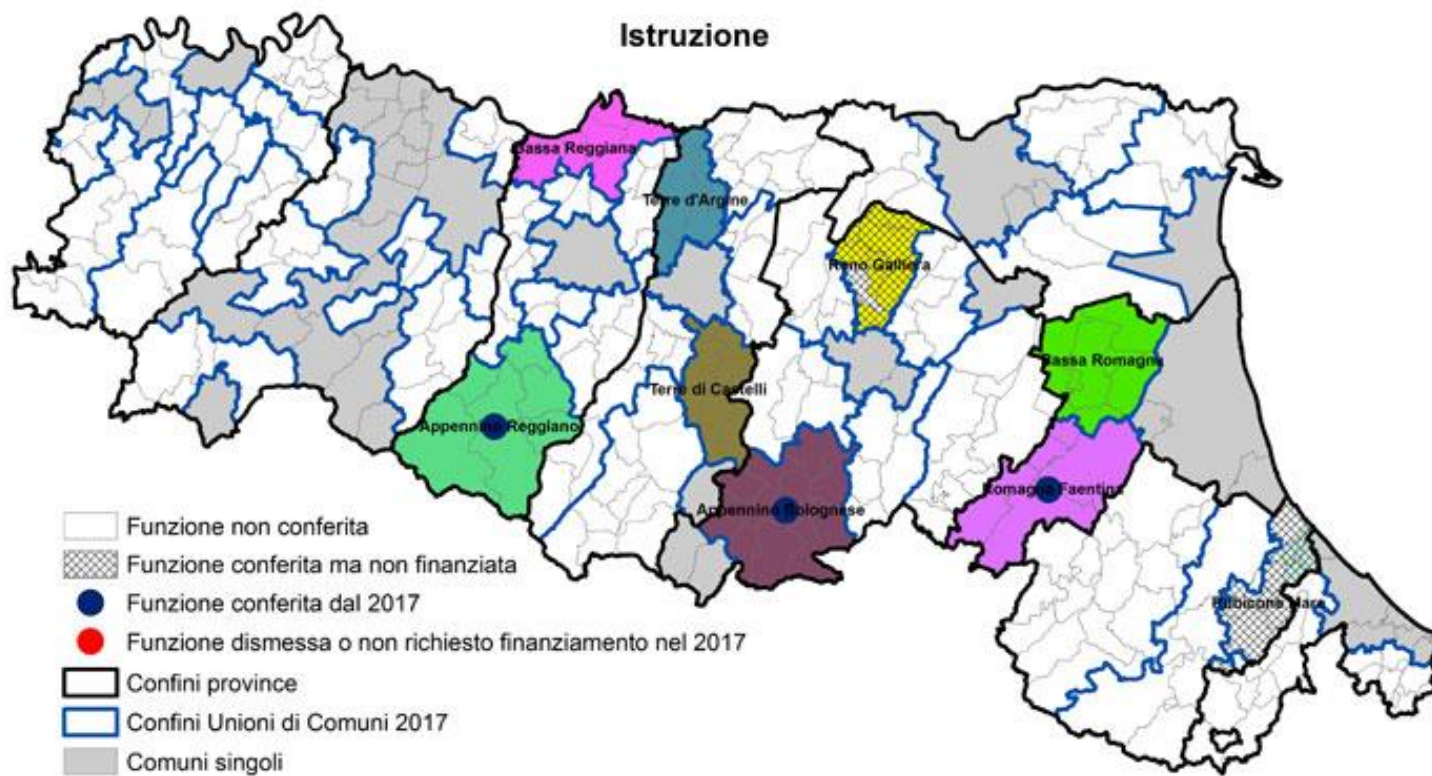 Istruzione
Bassa Reggiana
Terre d'Argine
Reno Galliera
Bassa Romagna
Terre di Castelli
Appennino Reggiano
Romagna Faentina
Appennino Bolognese
Rubicone Mare
Funzione non conferita
Funzione conferita ma non finanziata
Funzione conferita dal 2017
Funzione dismessa o non richiesto finanziamento nel 2017
Confini province
Confini Unioni di Comuni 2017
Comuni singoli